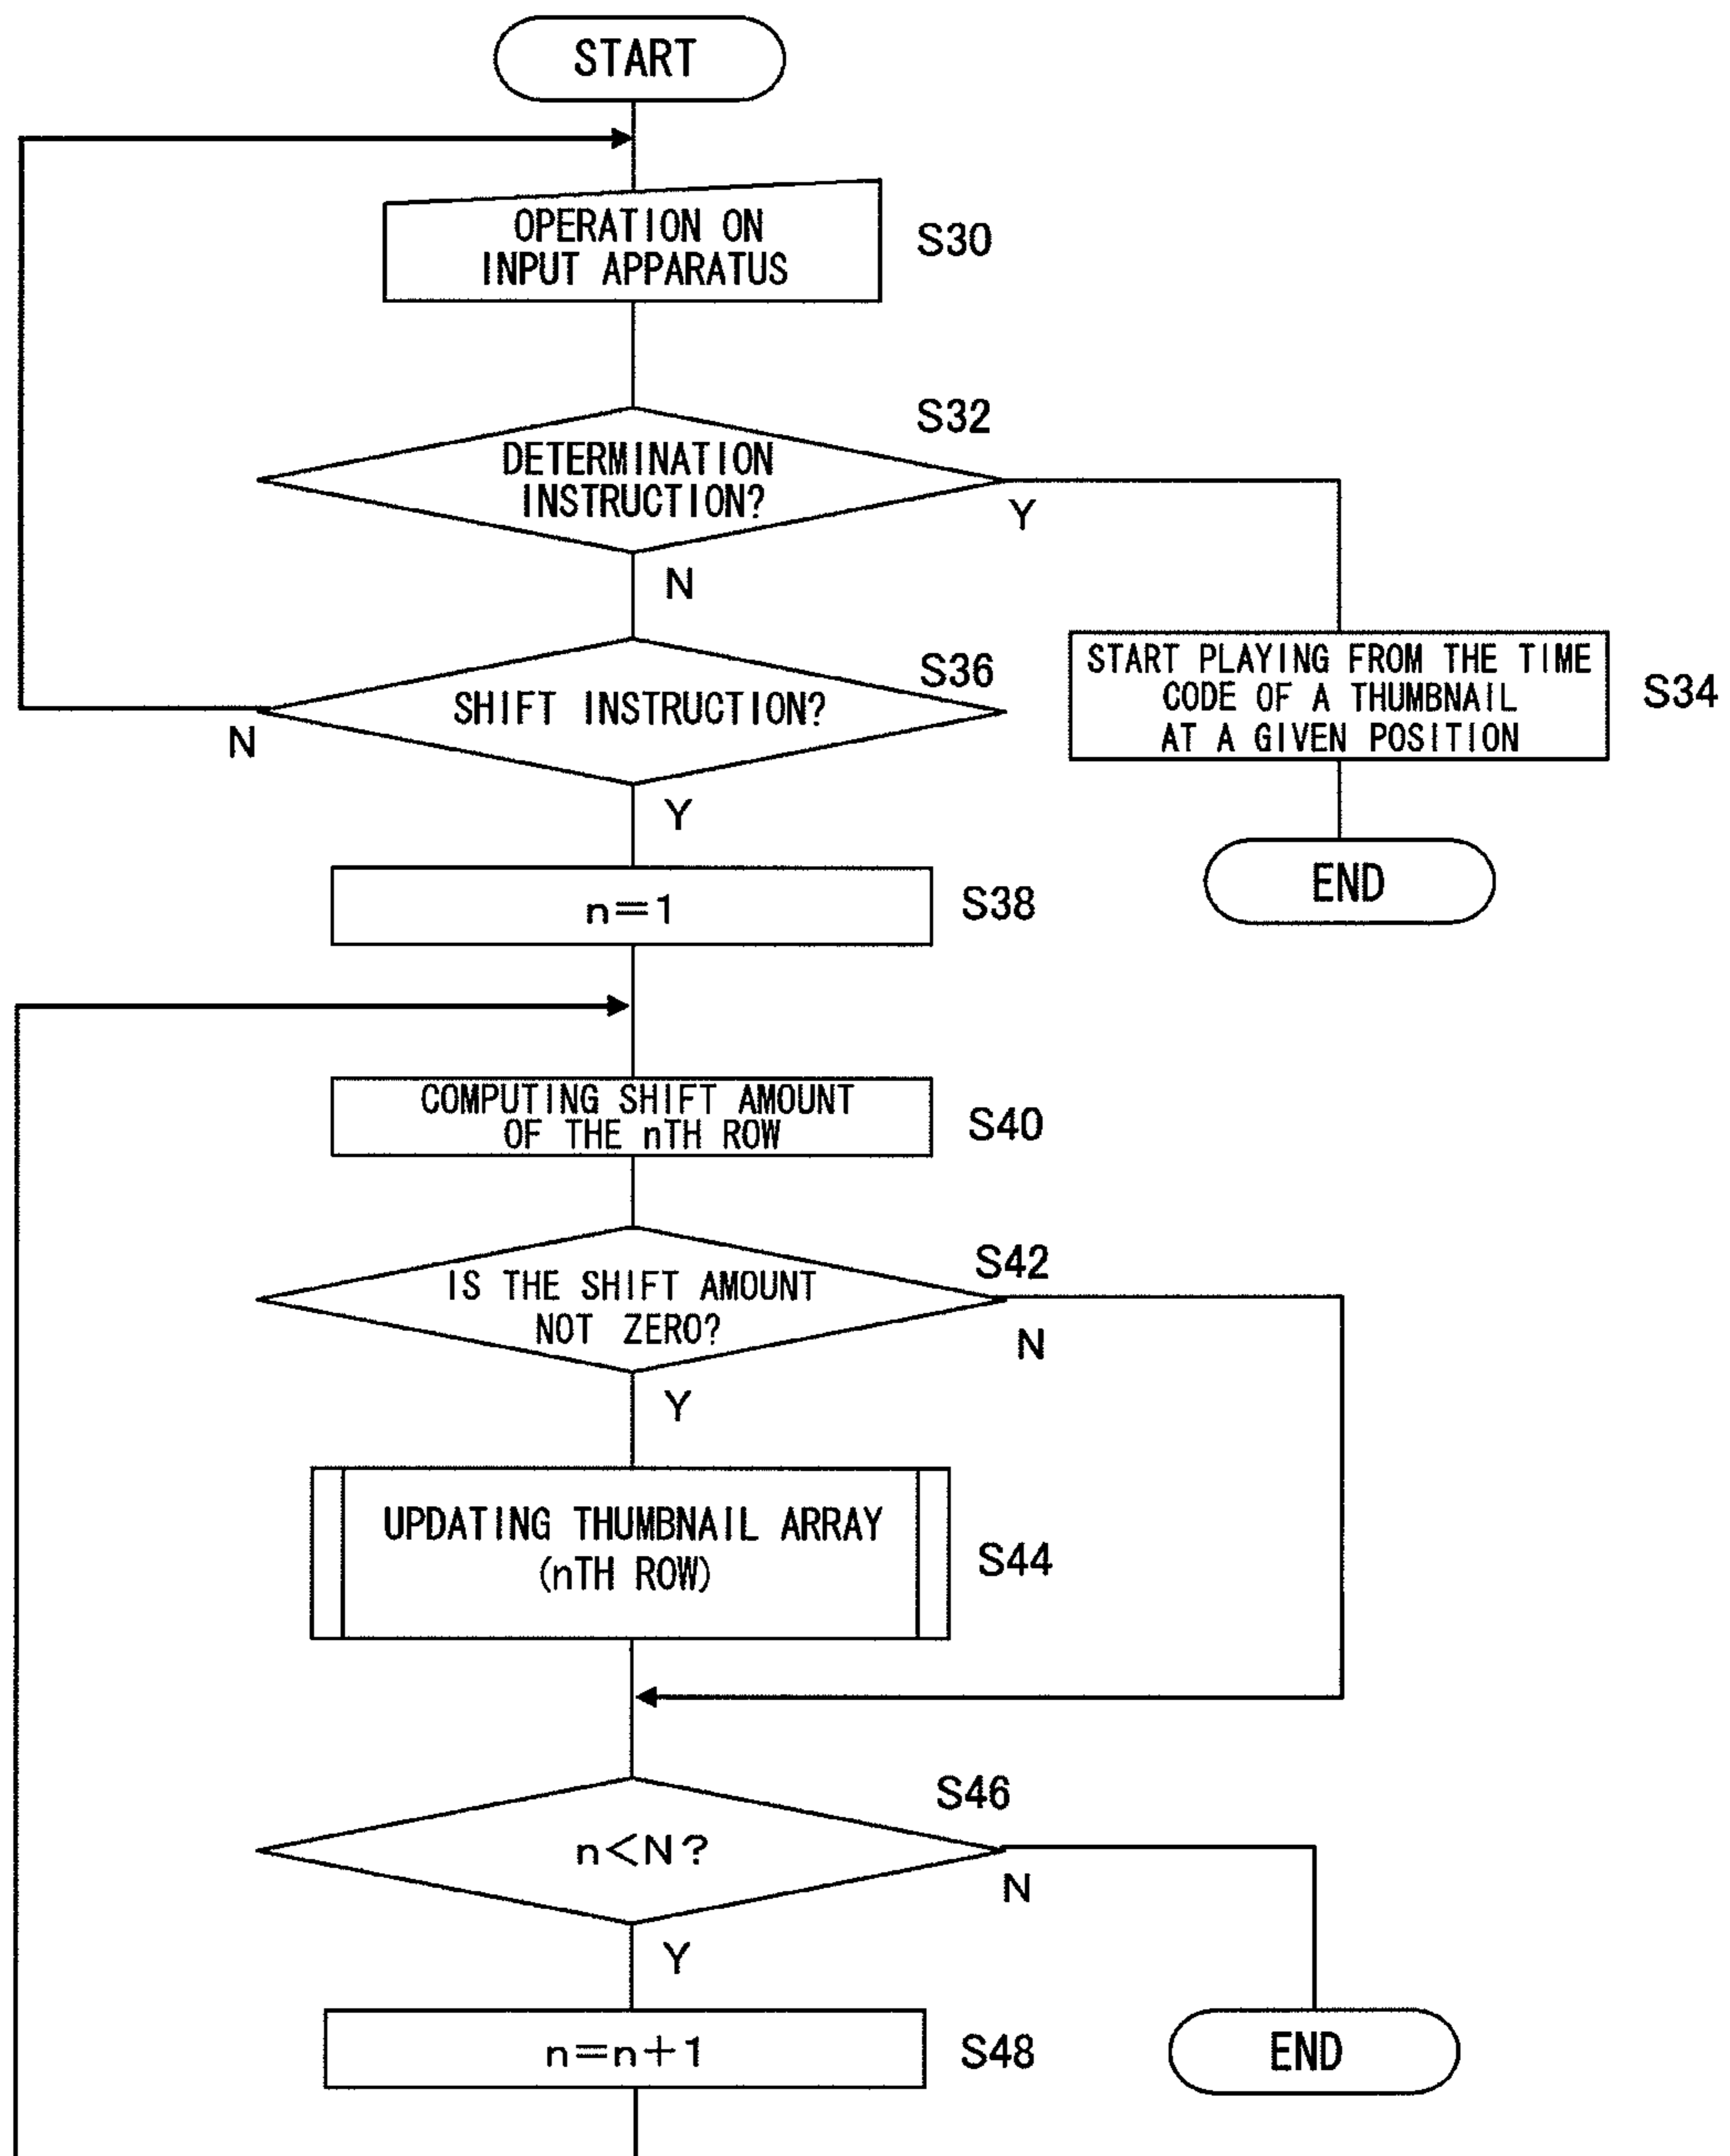 START
OPERATION ON
INPUT APPARATUS
S30
S32
DETERMINATION
INSTRUCTION?
Y
N
S36
SHIFT INSTRUCTION?
N
Y
START PLAYING FROM THE TIME
CODE OF A THUMBNAIL
AT A GIVEN POSITION
S34
END
n=1
S38
COMPUTING SHIFT AMOUNT
OF THE nTH ROW
S40
S42
IS THE SHIFT AMOUNT
NOT ZERO?
N
Y
UPDATING THUMBNAIL ARRAY
(nTH ROW)
S44
S46
n<N?
N
Y
n=n+1
S48
END